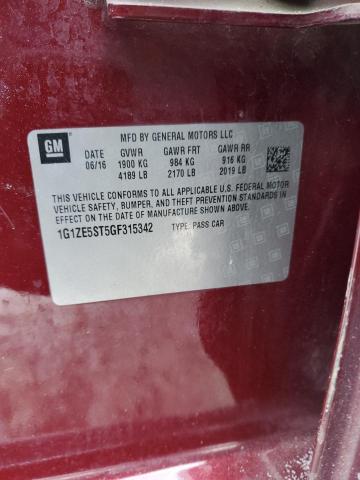 GM
MFD BY GENERAL MOTORS LLC
DATE GVWR GAWR FRT GAWR RR
06/16 1900 KG 984 KG 916 KG
4189 LB 2170 LB 2019 LB
THIS VEHICLE CONFORMS TO ALL APPLICABLE U.S. FEDERAL MOTOR
VEHICLE SAFETY, BUMPER, AND THEFT PREVENTION STANDARDS IN
EFFECT ON THE DATE OF MANUFACTURE SHOWN ABOVE.
1G1ZE5ST5GF315342 TYPE: PASS CAR